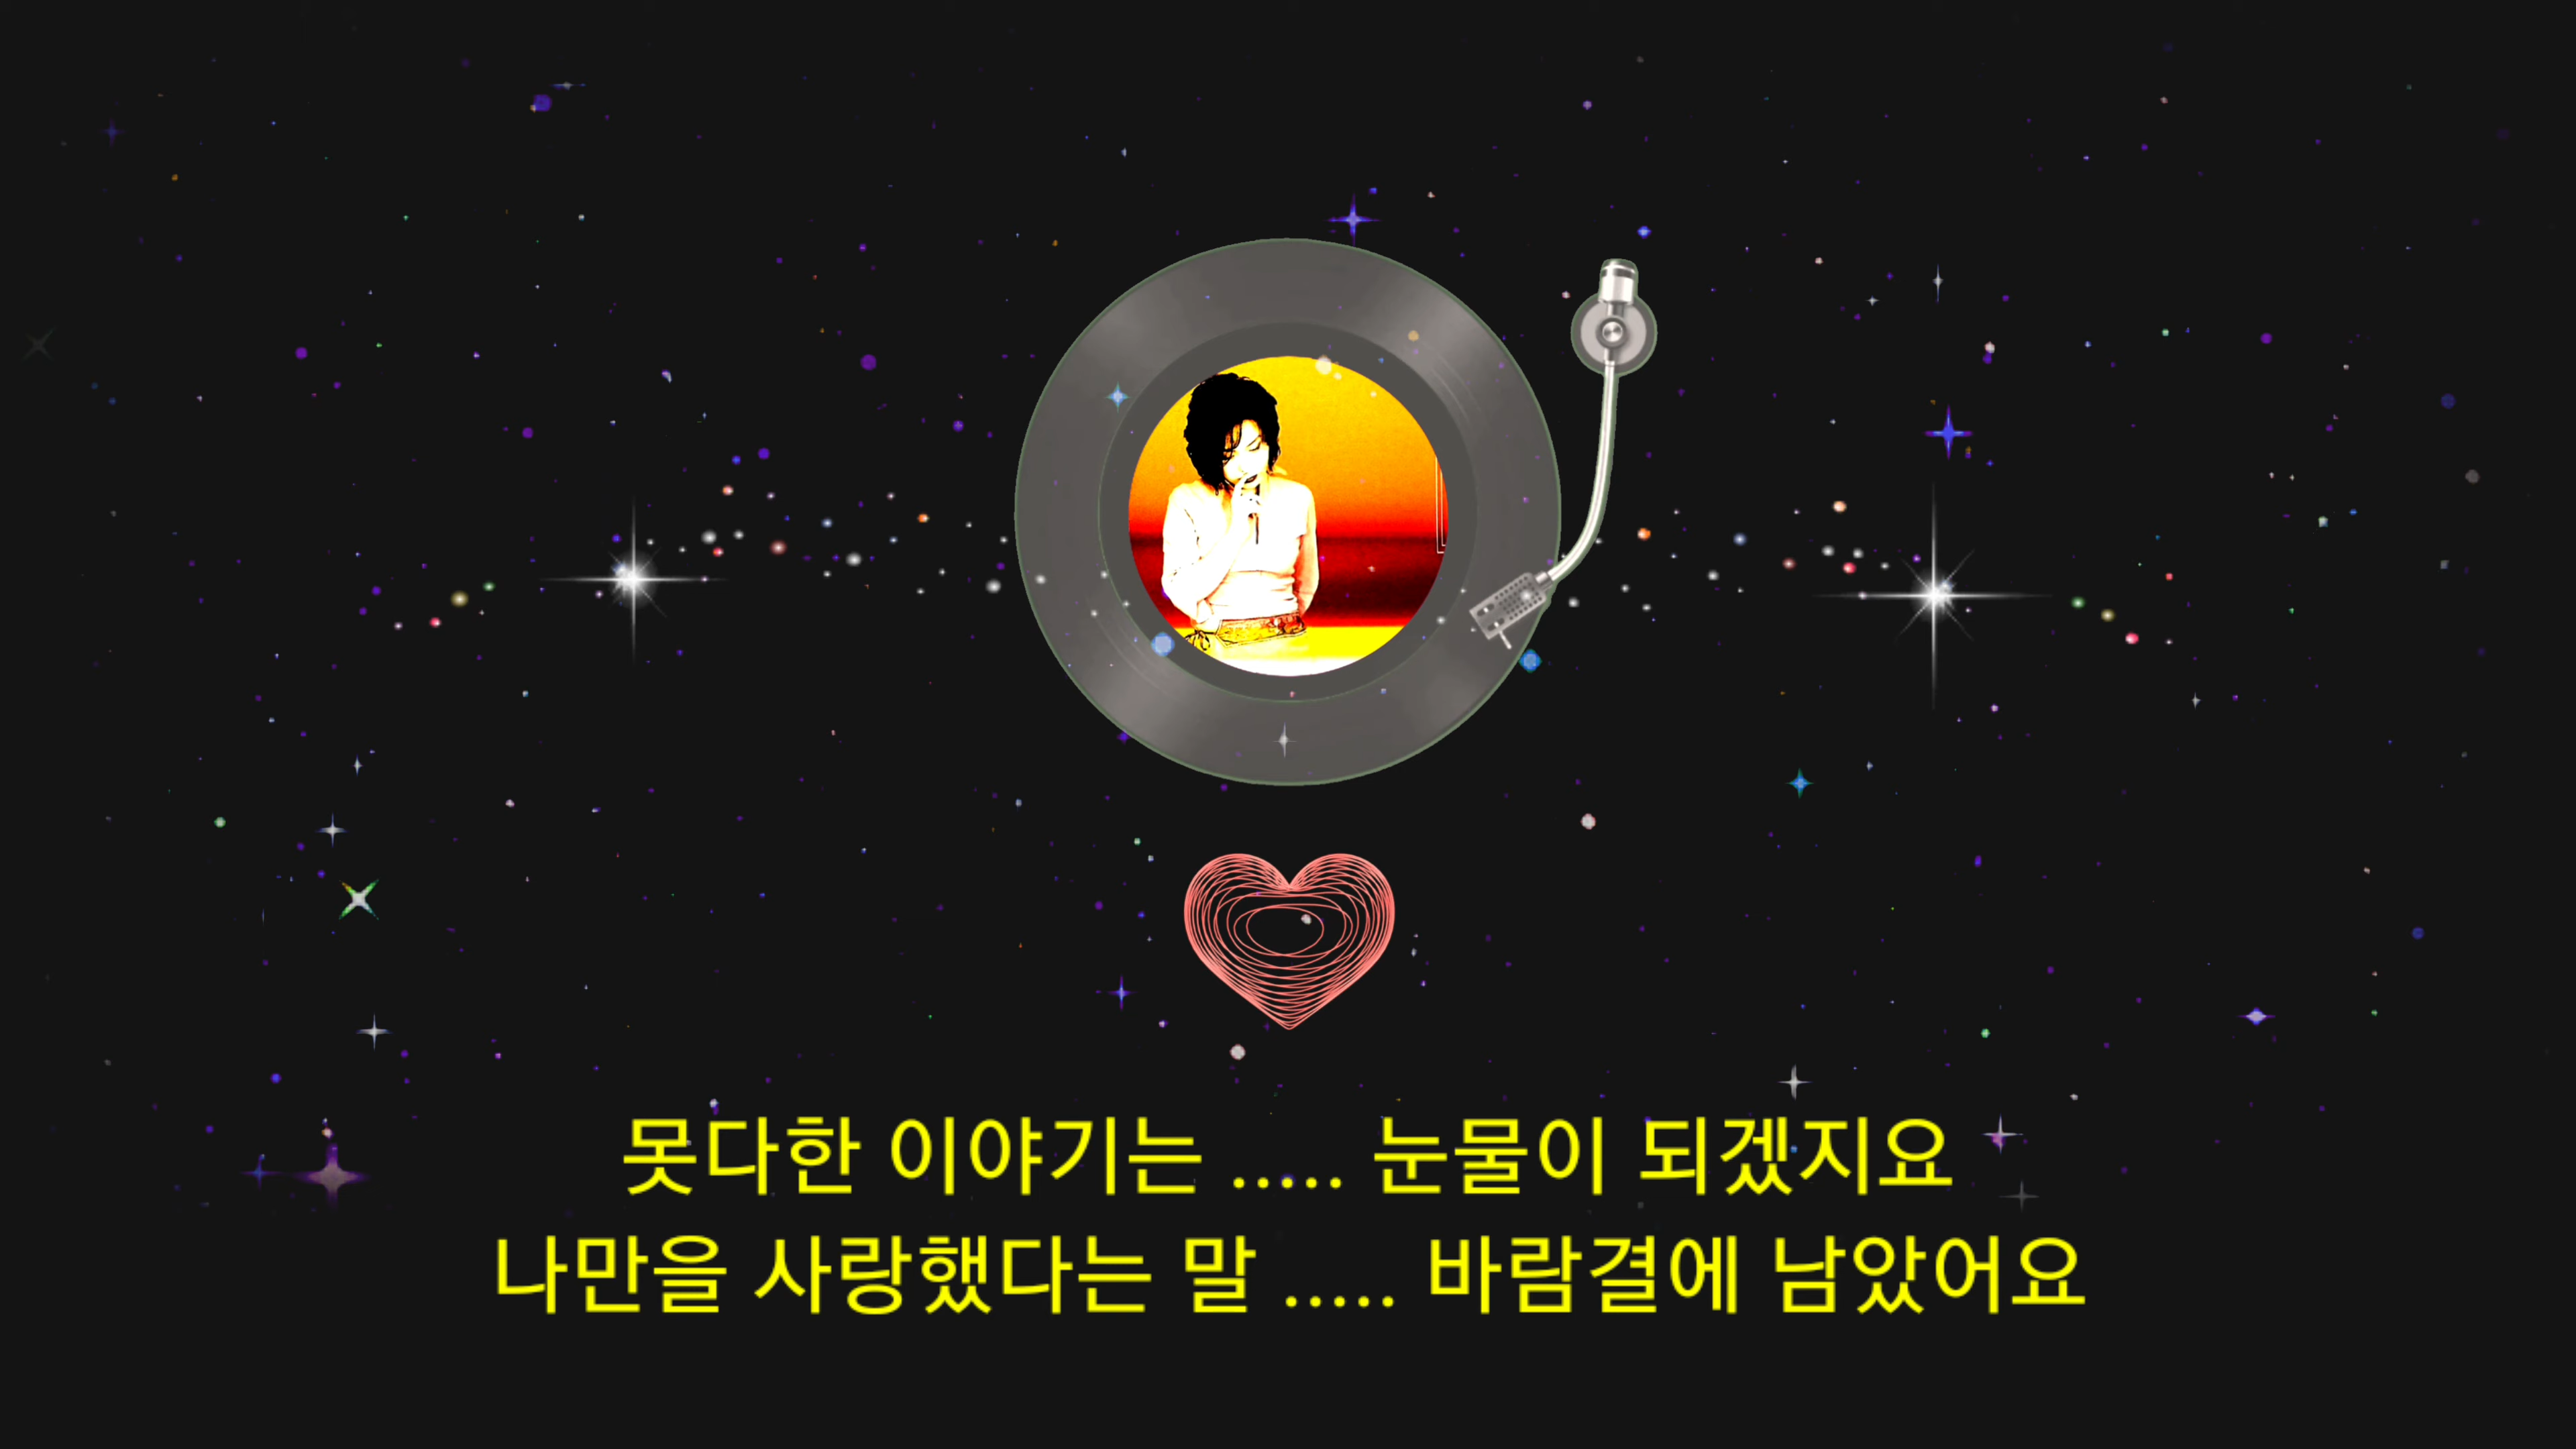 못다한 이야기는 ..... 눈물이 되겠지요
나만을 사랑했다는 말 ..... 바람결에 남았어요